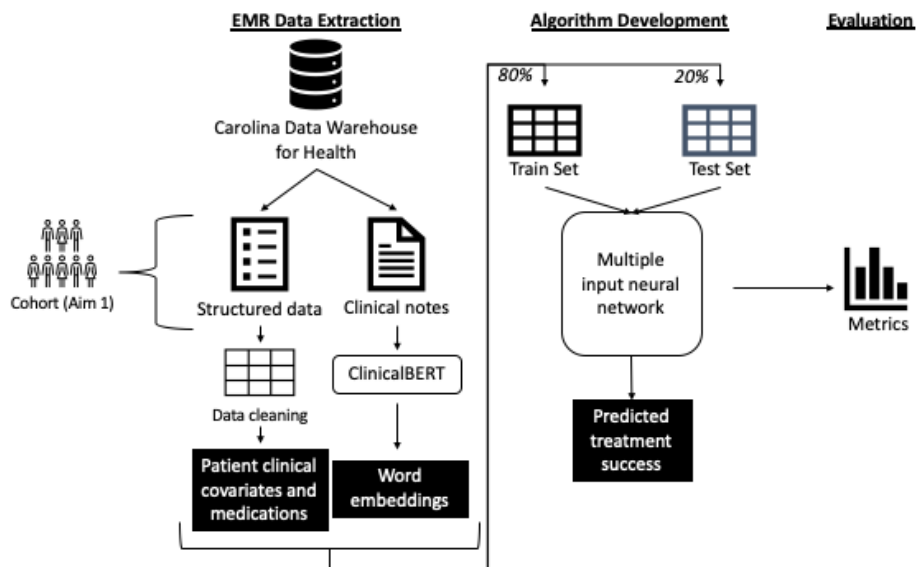 EMR Data Extraction
Algorithm Development
Evaluation
80%
20%
Carolina Data Warehouse
for Health
Train Set
Test Set
Cohort (Aim 1)
Structured data
Clinical notes
Multiple
input neural
network
Metrics
ClinicalBERT
Data cleaning
Predicted
treatment
success
Patient clinical
covariates and
medications
Word
embeddings